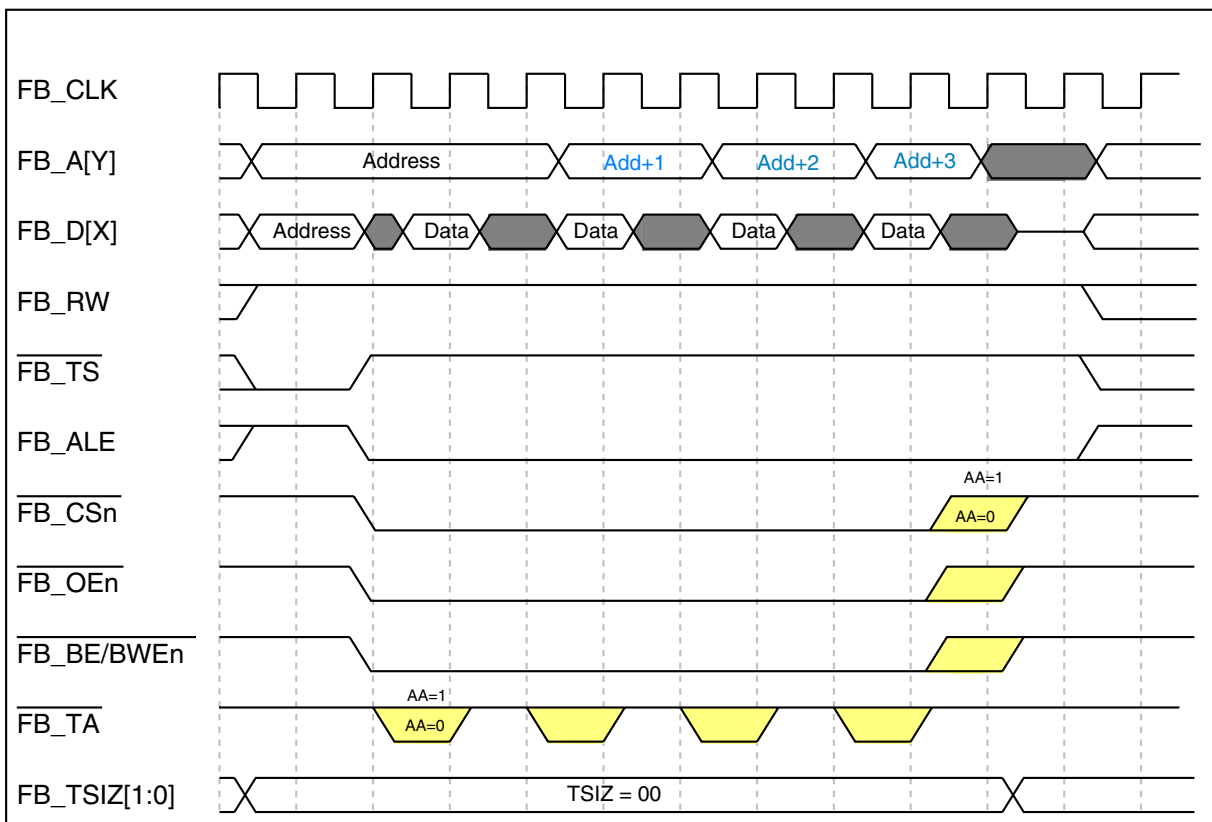 FB_CLK
FB_A[Y] Address Add+1 Add+2 Add+3
FB_D[X] Address Data Data Data Data
FB_RW
FB_TS
FB_ALE
AA=1
FB_CSn AA=0
FB_OEn
FB_BE/BWEn
AA=1
FB_TA AA=0
FB_TSIZ[1:0] TSIZ = 00